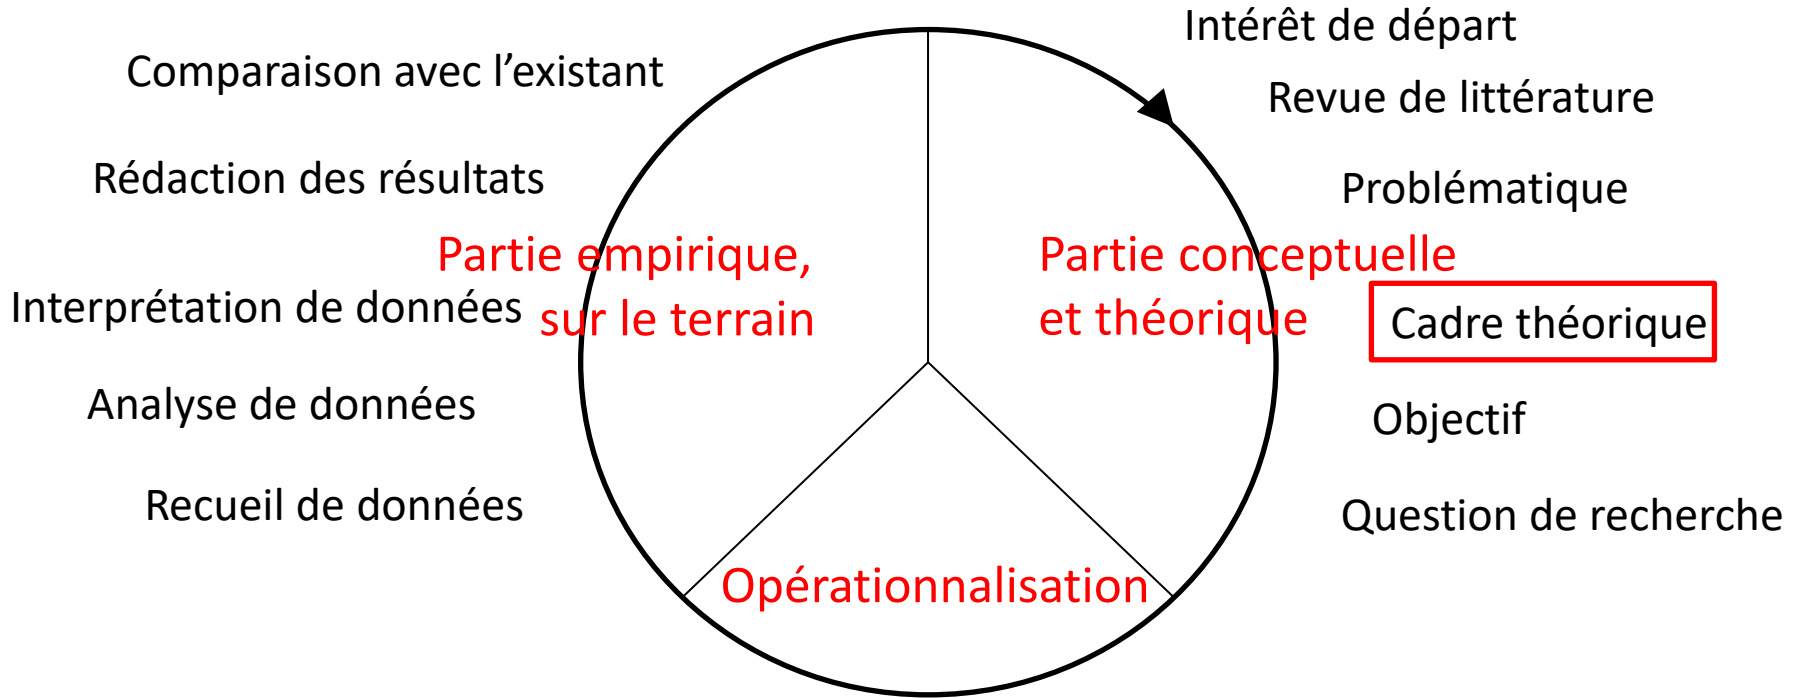 Intérêt de départ
Revue de littérature
Problématique
Partie conceptuelle
et théorique
Cadre théorique
Objectif
Question de recherche
Opérationnalisation
Comparaison avec l’existant
Rédaction des résultats
Partie empirique,
sur le terrain
Interprétation de données
Analyse de données
Recueil de données